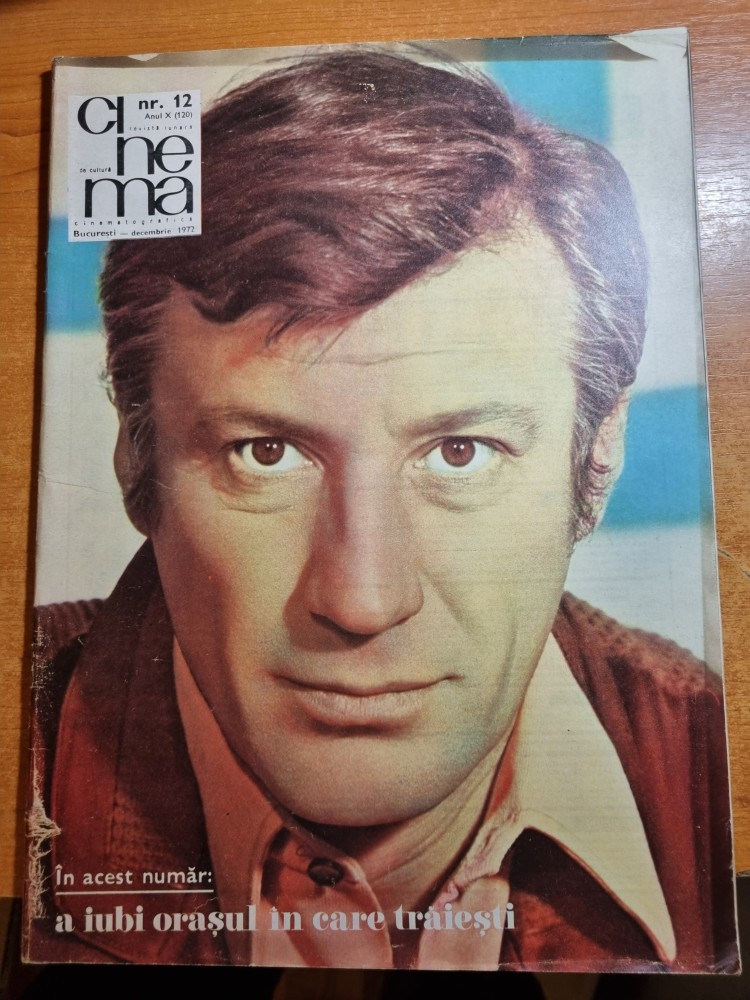 CI
nr. 12
Anul X (120)
revistă lunară
ne
de cultură
ma
cinematografică
București — decembrie 1972
În acest număr:
a iubi orașul în care trăiești